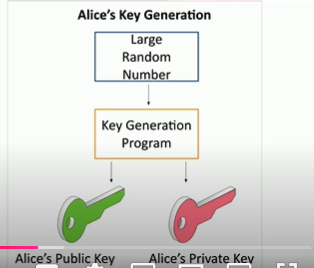 Alice's Key Generation
Large
Random
Number
Key Generation
Program
Alice's Public Key
Alice's Private Key